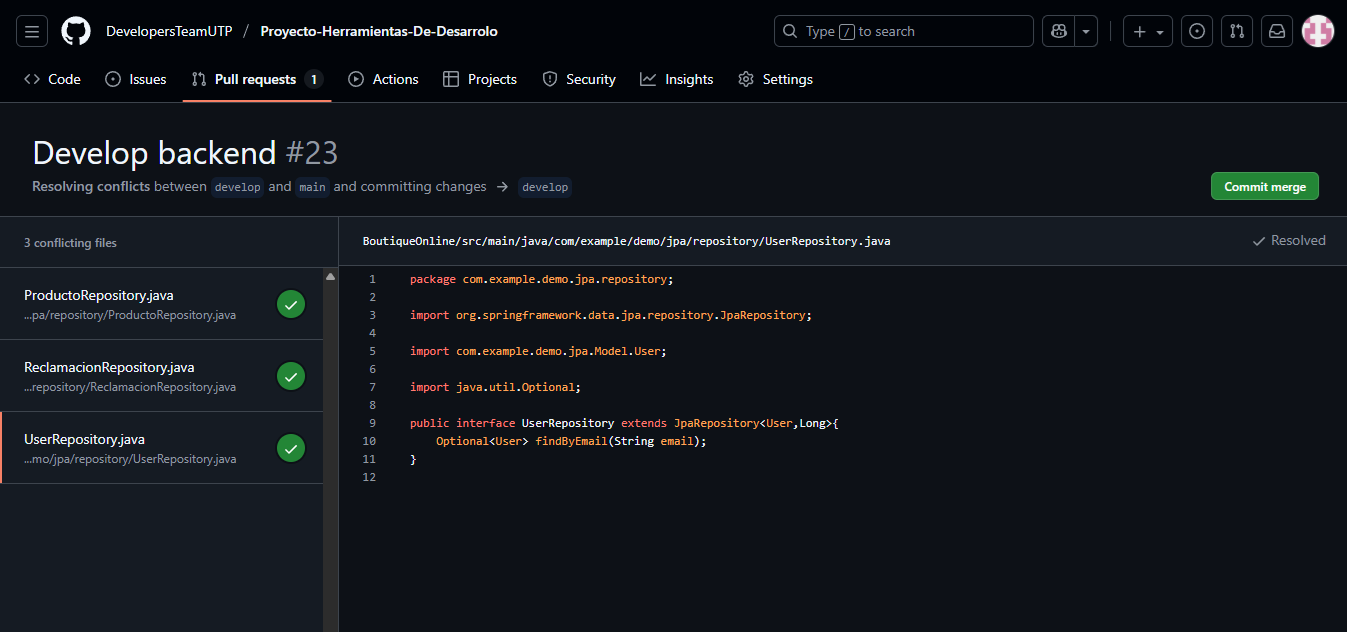 DevelopersTeamUTP / Proyecto-Herramientas-De-Desarrolo
Type / to search
Code Issues Pull requests 1 Actions Projects Security Insights Settings
Develop backend #23
Resolving conflicts between develop and main and committing changes → develop
Commit merge
3 conflicting files
ProductoRepository.java
...pa/repository/ProductoRepository.java
ReclamacionRepository.java
...repository/ReclamacionRepository.java
UserRepository.java
...mo/jpa/repository/UserRepository.java
BoutiqueOnline/src/main/java/com/example/demo/jpa/repository/UserRepository.java
Resolved
1 package com.example.demo.jpa.repository;
2
3 import org.springframework.data.jpa.repository.JpaRepository;
4
5 import com.example.demo.jpa.Model.User;
6
7 import java.util.Optional;
8
9 public interface UserRepository extends JpaRepository<User,Long>{
10     Optional<User> findByEmail(String email);
11 }
12